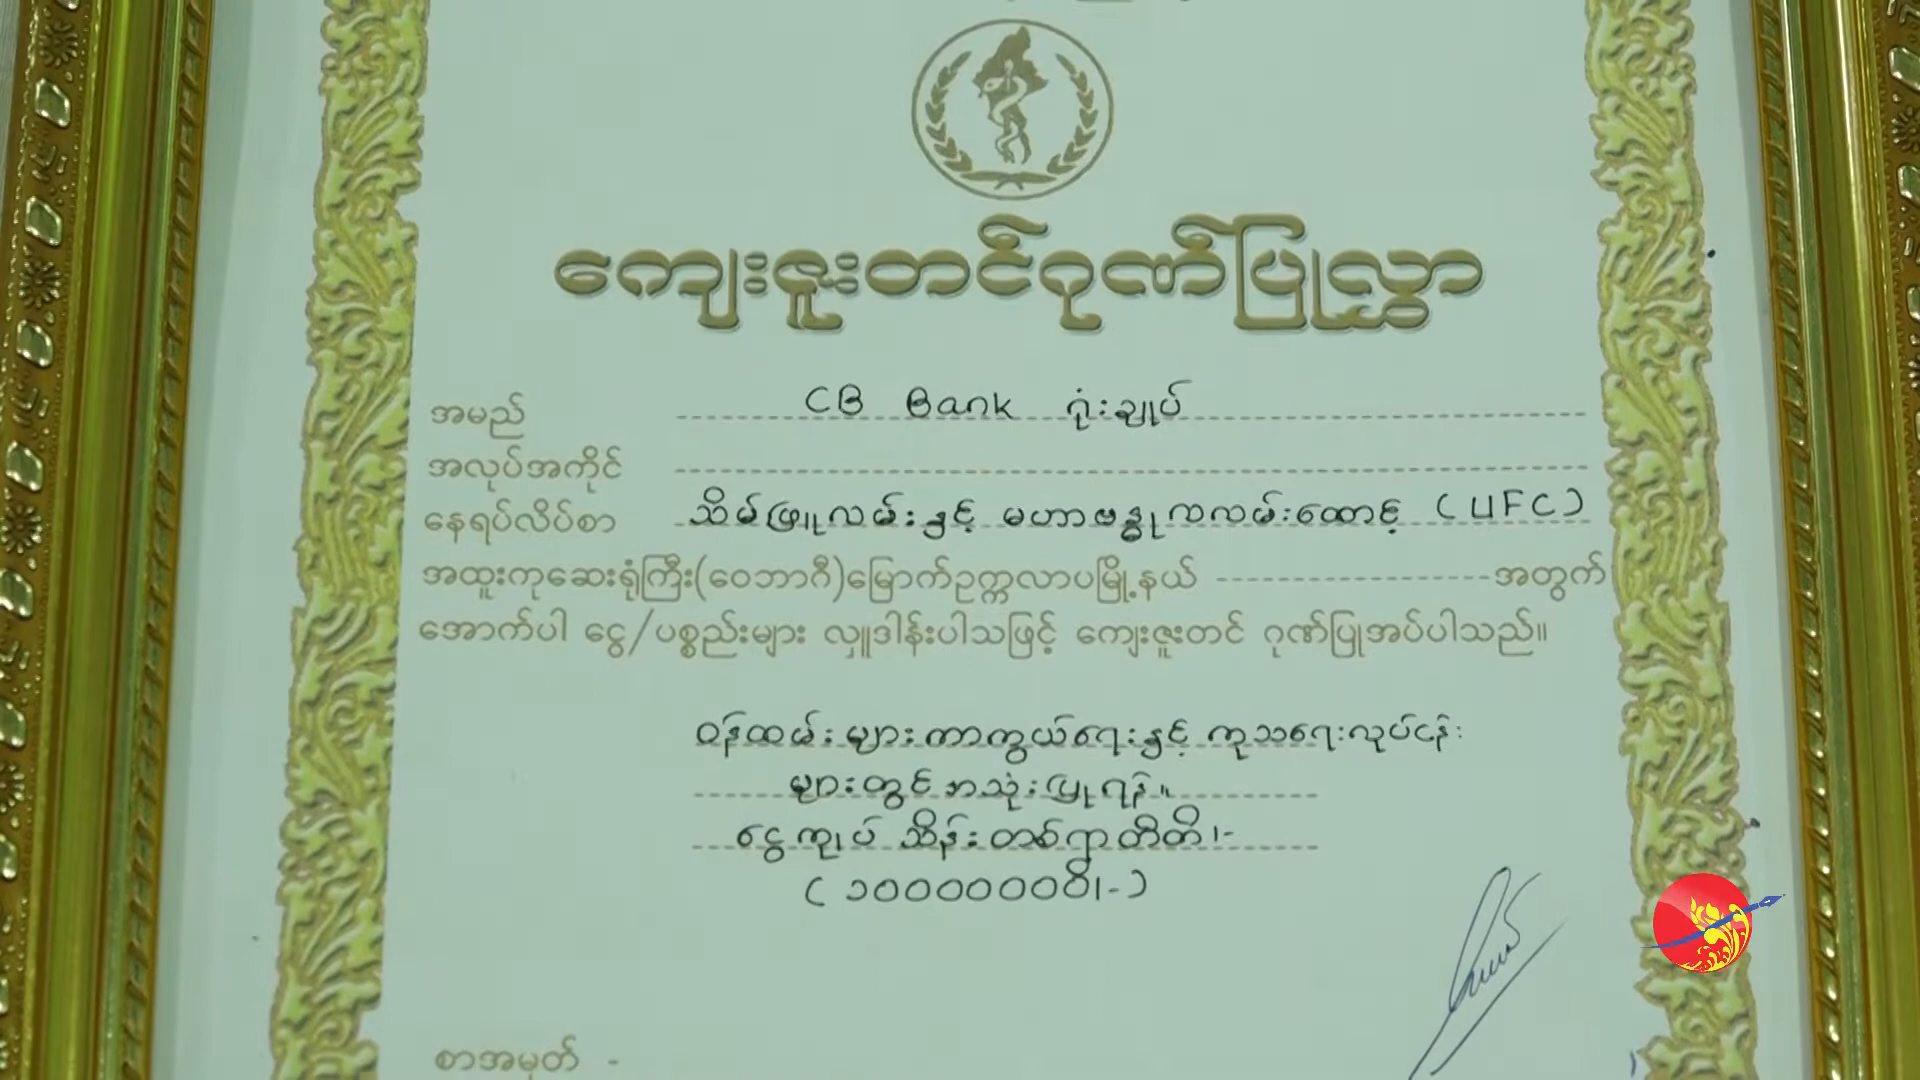 ကျေးဇူးတင်ဂုဏ်ပြုလွှာ
အမည် CB Bank ရုံးချုပ်
အလုပ်အကိုင်
နေရပ်လိပ်စာ သိမ်ဖြူလမ်းနှင့် မဟာဗန္ဓုလလမ်းထောင့် (UFC)
အထူးကုဆေးရုံကြီး(ဝေဘာဂီ)မြောက်ဥက္ကလာပမြို့နယ် အတွက်
အောက်ပါ ငွေ/ပစ္စည်းများ လှူဒါန်းပါသဖြင့် ကျေးဇူးတင် ဂုဏ်ပြုအပ်ပါသည်။
ဝန်ထမ်းများကာကွယ်ရေးနှင့် ကုသရေးလုပ်ငန်း
များတွင် အသုံးပြုရန်။
ငွေကျပ် သိန်းတစ်ရာတိတိ၊-
(၁၀၀၀၀၀၀၀ိ၊-)
စာအမှတ် -